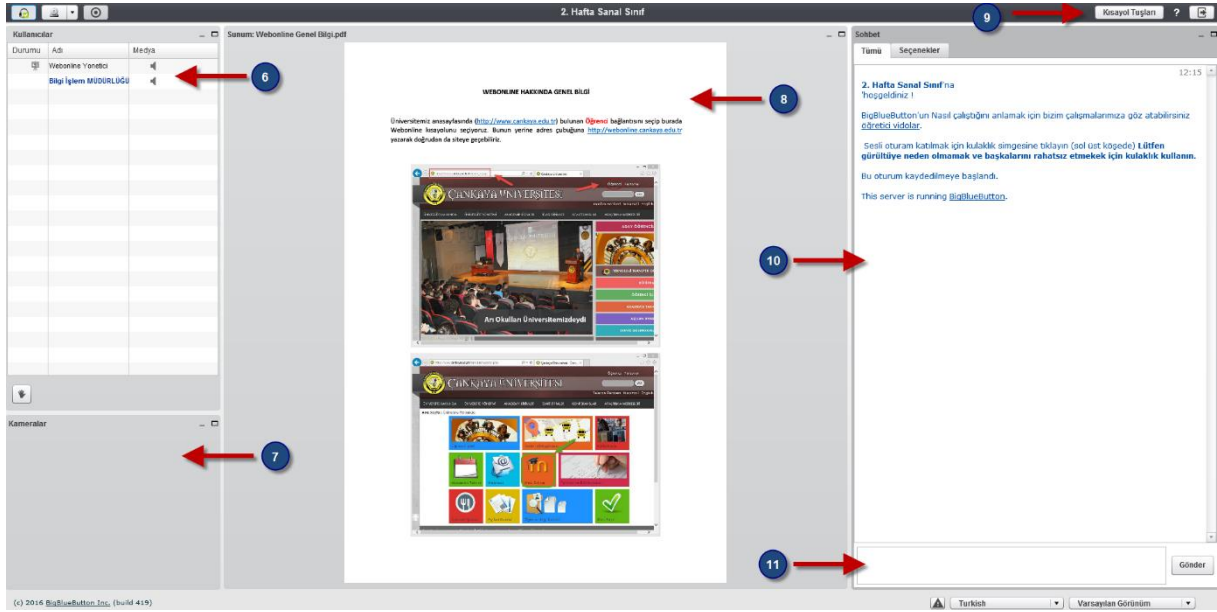 2. Hafta Sanal Sınıf
9
Kısayol Tuşları
?
Kullanıcılar
Durumu Adı Medya
Webonline Yonetici
Bilgi İşlem MÜDÜRLÜĞÜ
6
Kameralar
7
Sunum: Webonline Genel Bilgi.pdf
WEBONLINE HAKKINDA GENEL BİLGİ
8
Üniversitemiz anasayfasında (http://www.cankaya.edu.tr) bulunan Öğrenci bağlantısını seçip burada
Webonline kısayolunu seçiyoruz. Bunun yerine adres çubuğuna http://webonline.cankaya.edu.tr
yazarak doğrudan da siteye geçebiliriz.
ÇANKAYA ÜNİVERSİTESİ
Arı Okulları Üniversitemizdeydi
ÇANKAYA ÜNİVERSİTESİ
Sohbet
Tümü Seçenekler
12:15
2. Hafta Sanal Sınıf'na
'hoşgeldiniz !
BigBlueButton'un Nasıl çalıştığını anlamak için bizim çalışmalarımıza göz atabilirsiniz
öğretici vidolar.
Sesli oturam katılmak için kulaklık simgesine tıklayın (sol üst köşede) Lütfen
gürültüye neden olmamak ve başkalarını rahatsız etmekek için kulaklık kullanın.
Bu oturum kaydedilmeye başlandı.
This server is running BigBlueButton.
10
11
Gönder
(c) 2016 BigBlueButton Inc. (build 419)
Turkish
Varsayılan Görünüm